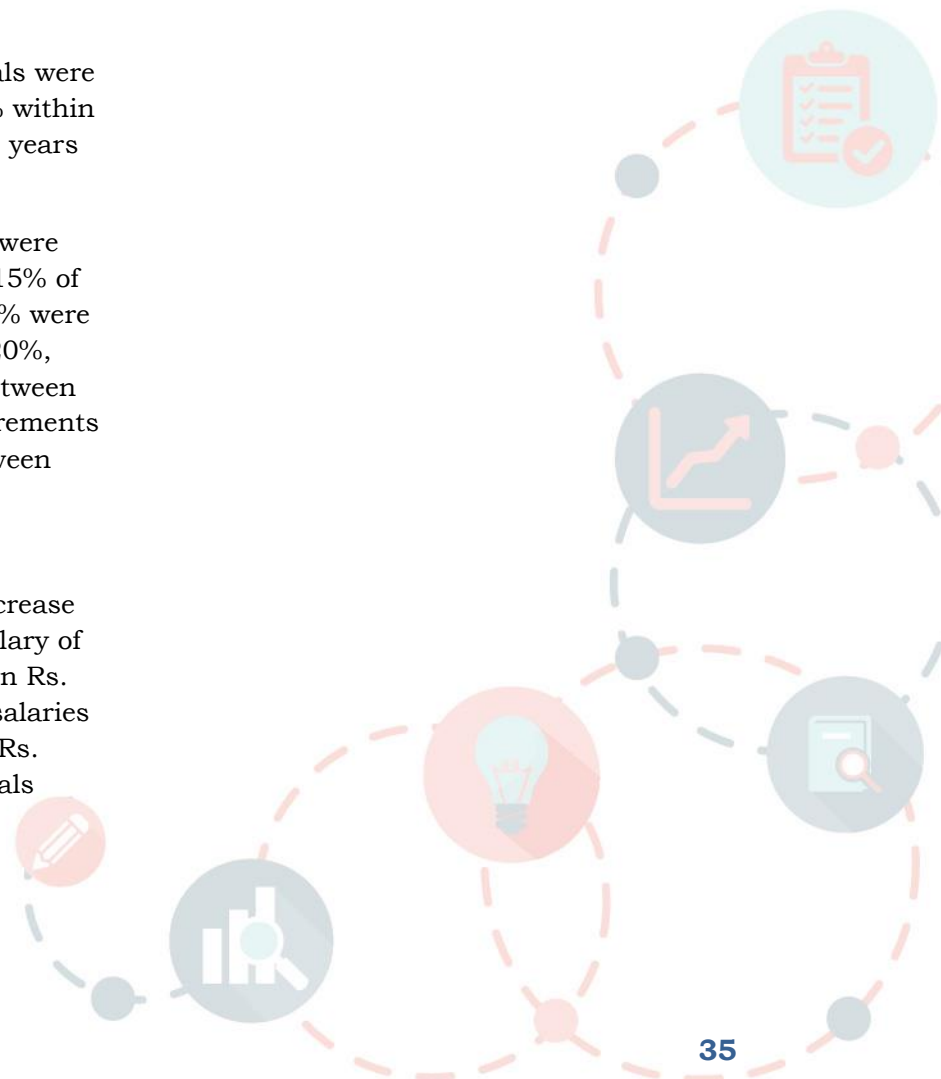 als were
% within
years
were
15% of
% were
20%,
tween
rements
ween
crease
lary of
n Rs.
salaries
Rs.
als
35